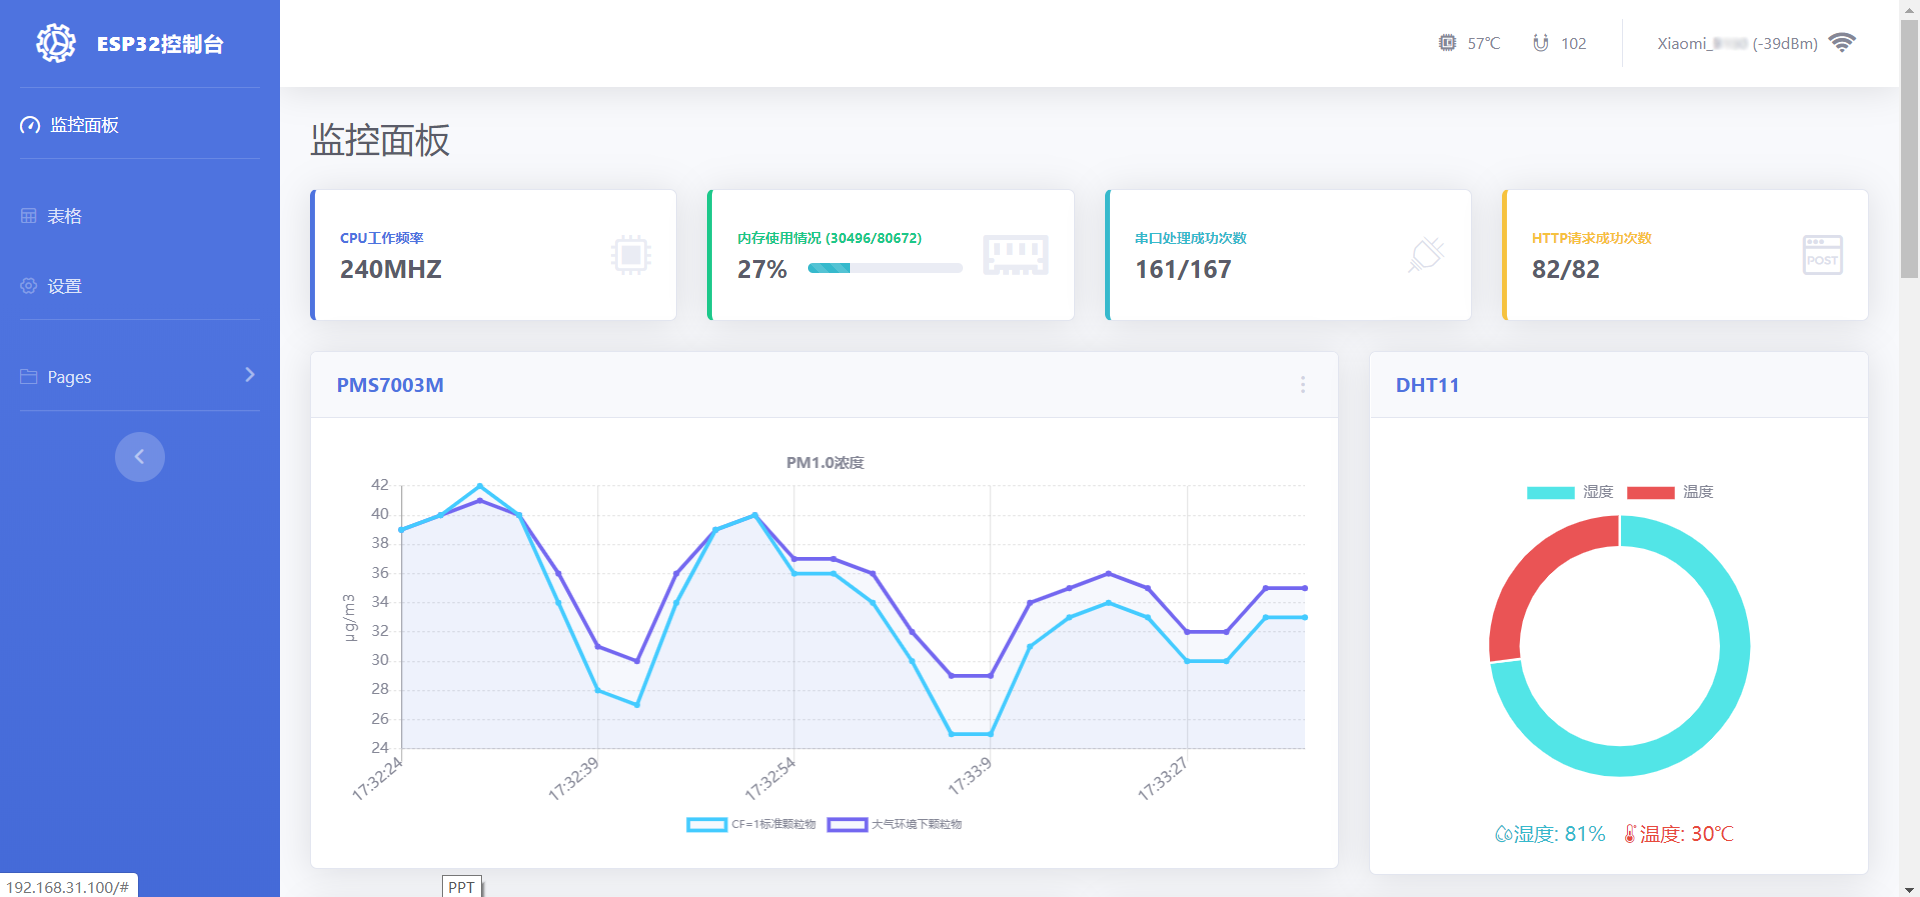 ESP32控制台
57℃
102
Xiaomi_
(-39dBm)
监控面板
表格
设置
Pages
监控面板
CPU工作频率
240MHZ
内存使用情况 (30496/80672)
27%
串口处理成功次数
161/167
HTTP请求成功次数
82/82
POST
PMS7003M
PM1.0浓度
42
40
38
36
34
32
30
28
26
24
μg/m3
17:32:24
17:32:39
17:32:54
17:33:9
17:33:27
CF=1标准颗粒物
大气环境下颗粒物
DHT11
湿度
温度
湿度: 81%
温度: 30℃
192.168.31.100/#
PPT